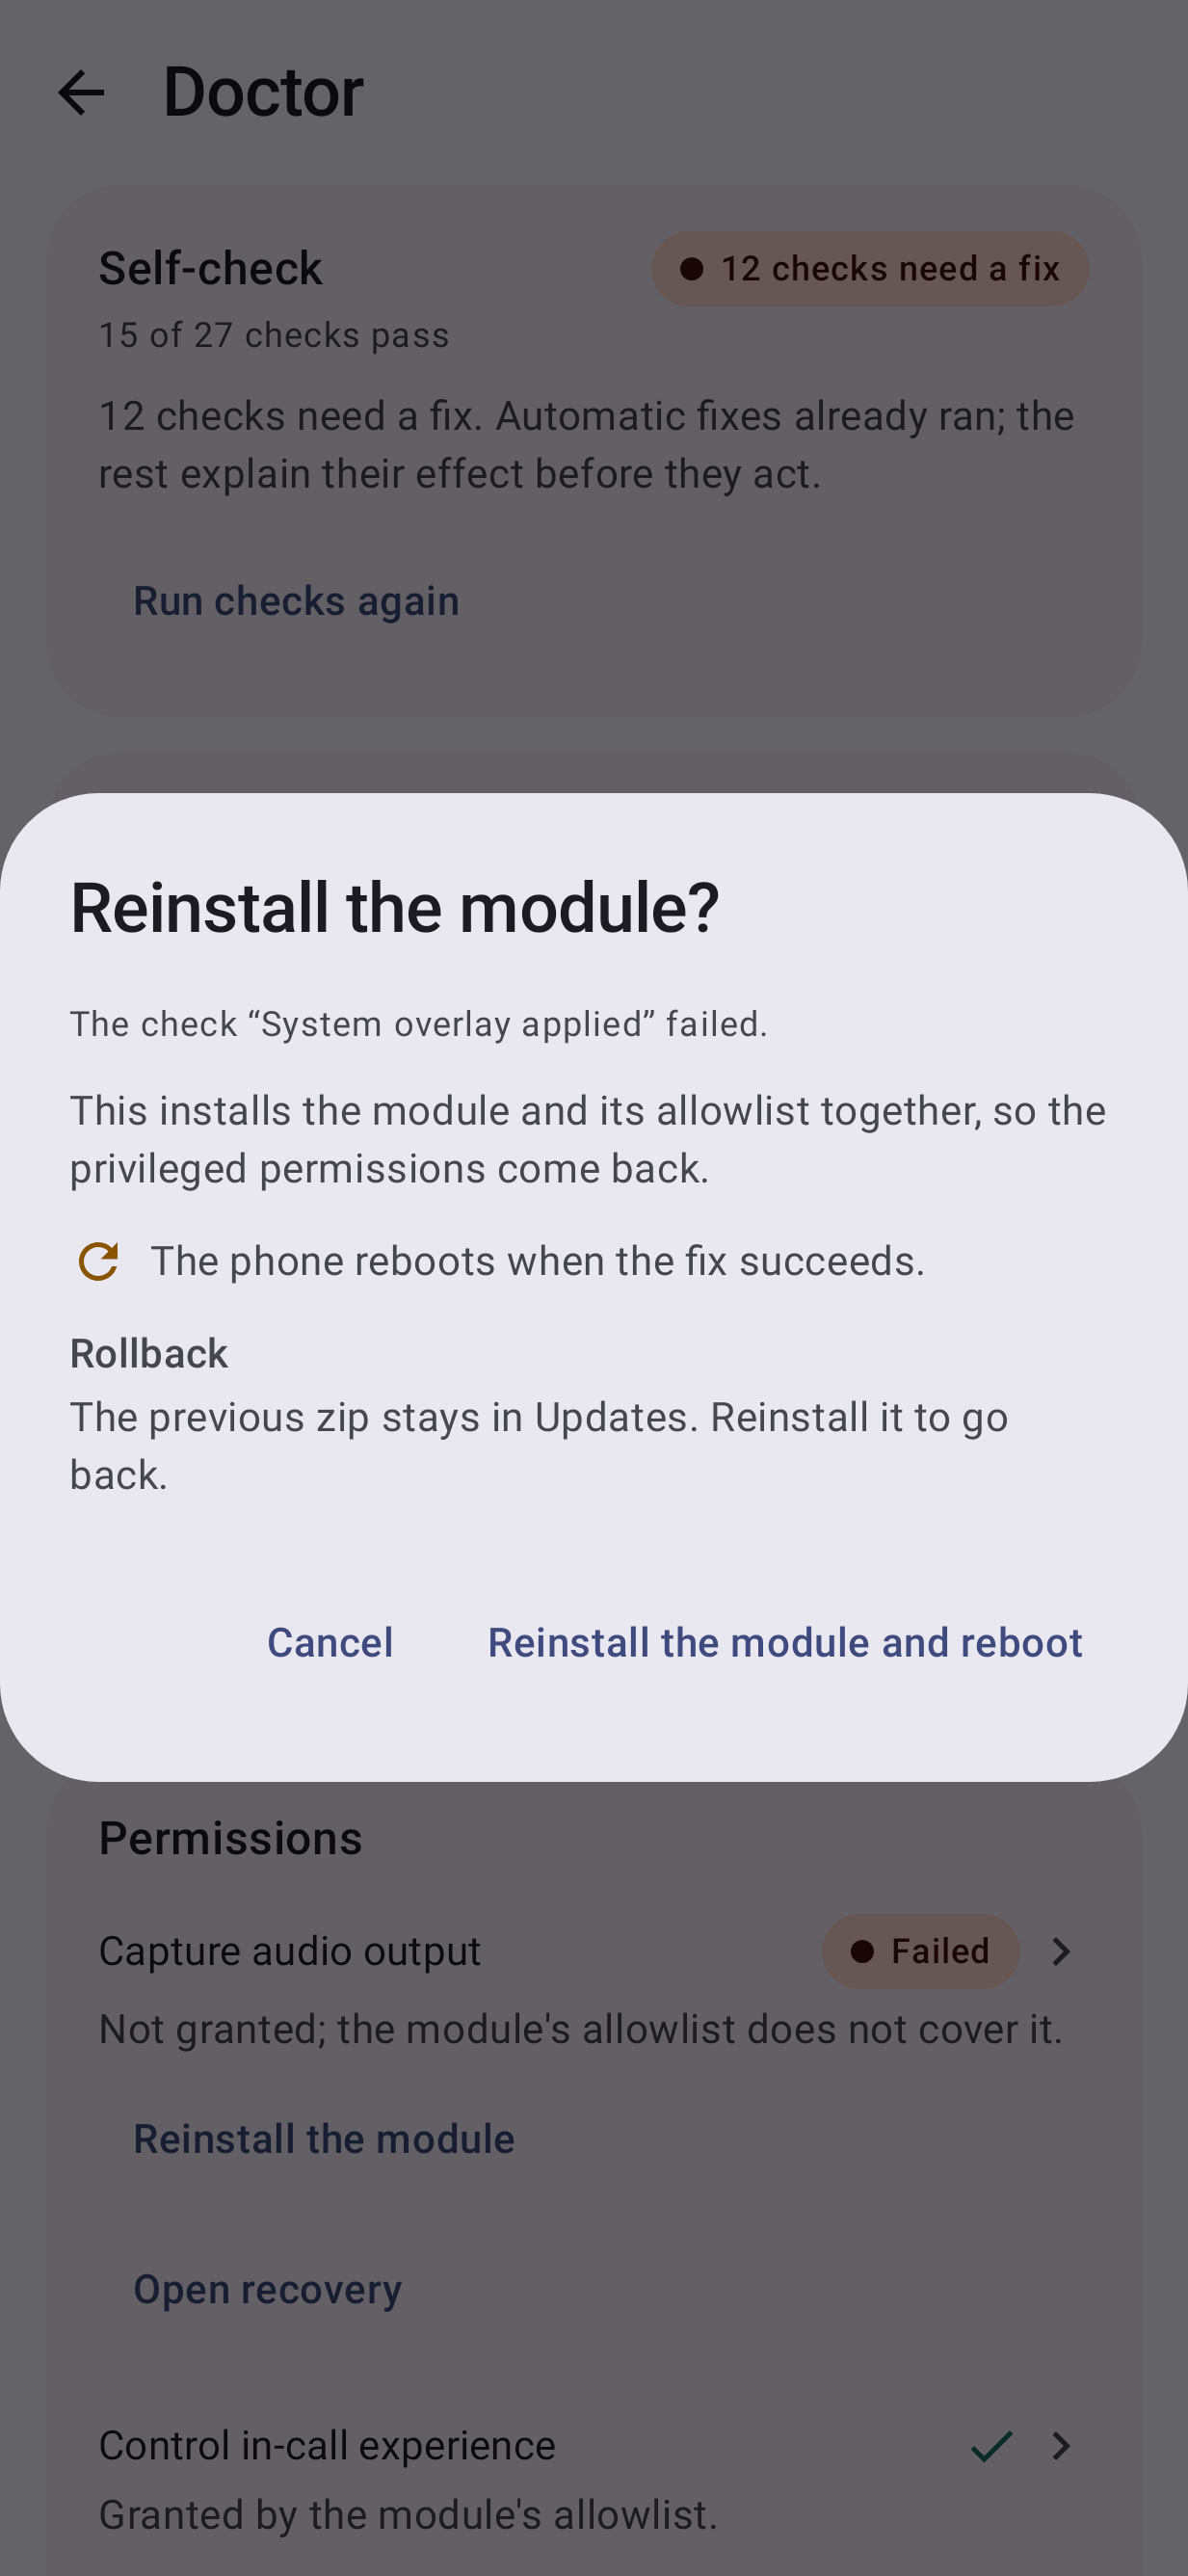 Doctor
Self-check
12 checks need a fix
15 of 27 checks pass
12 checks need a fix. Automatic fixes already ran; the
rest explain their effect before they act.
Run checks again
Reinstall the module?
The check “System overlay applied” failed.
This installs the module and its allowlist together, so the
privileged permissions come back.
The phone reboots when the fix succeeds.
Rollback
The previous zip stays in Updates. Reinstall it to go
back.
Cancel
Reinstall the module and reboot
Permissions
Capture audio output
Failed
Not granted; the module's allowlist does not cover it.
Reinstall the module
Open recovery
Control in-call experience
Granted by the module's allowlist.